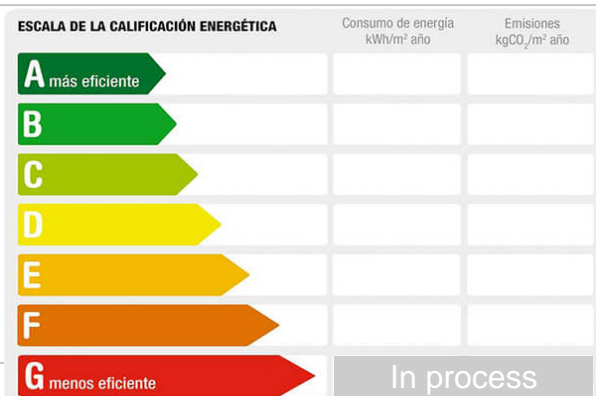 ESCALA DE LA CALIFICACIÓN ENERGÉTICA
Consumo de energía
kWh/m² año
Emisiones
kgCO₂/m² año
A más eficiente
B
C
D
E
F
G menos eficiente
In process